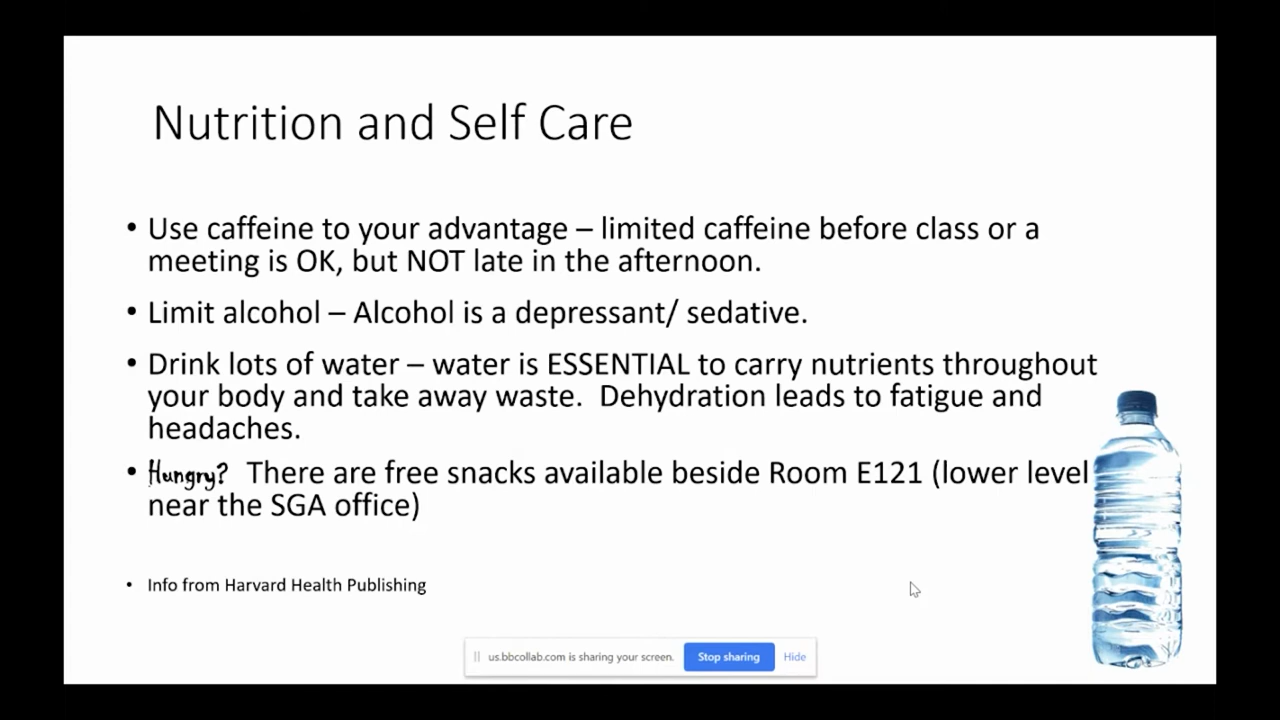 Nutrition and Self Care
• Use caffeine to your advantage – limited caffeine before class or a
meeting is OK, but NOT late in the afternoon.
• Limit alcohol – Alcohol is a depressant/ sedative.
• Drink lots of water – water is ESSENTIAL to carry nutrients throughout
your body and take away waste.  Dehydration leads to fatigue and
headaches.
• Hungry?  There are free snacks available beside Room E121 (lower level
near the SGA office)
• Info from Harvard Health Publishing
us.bbcollab.com is sharing your screen. Stop sharing Hide